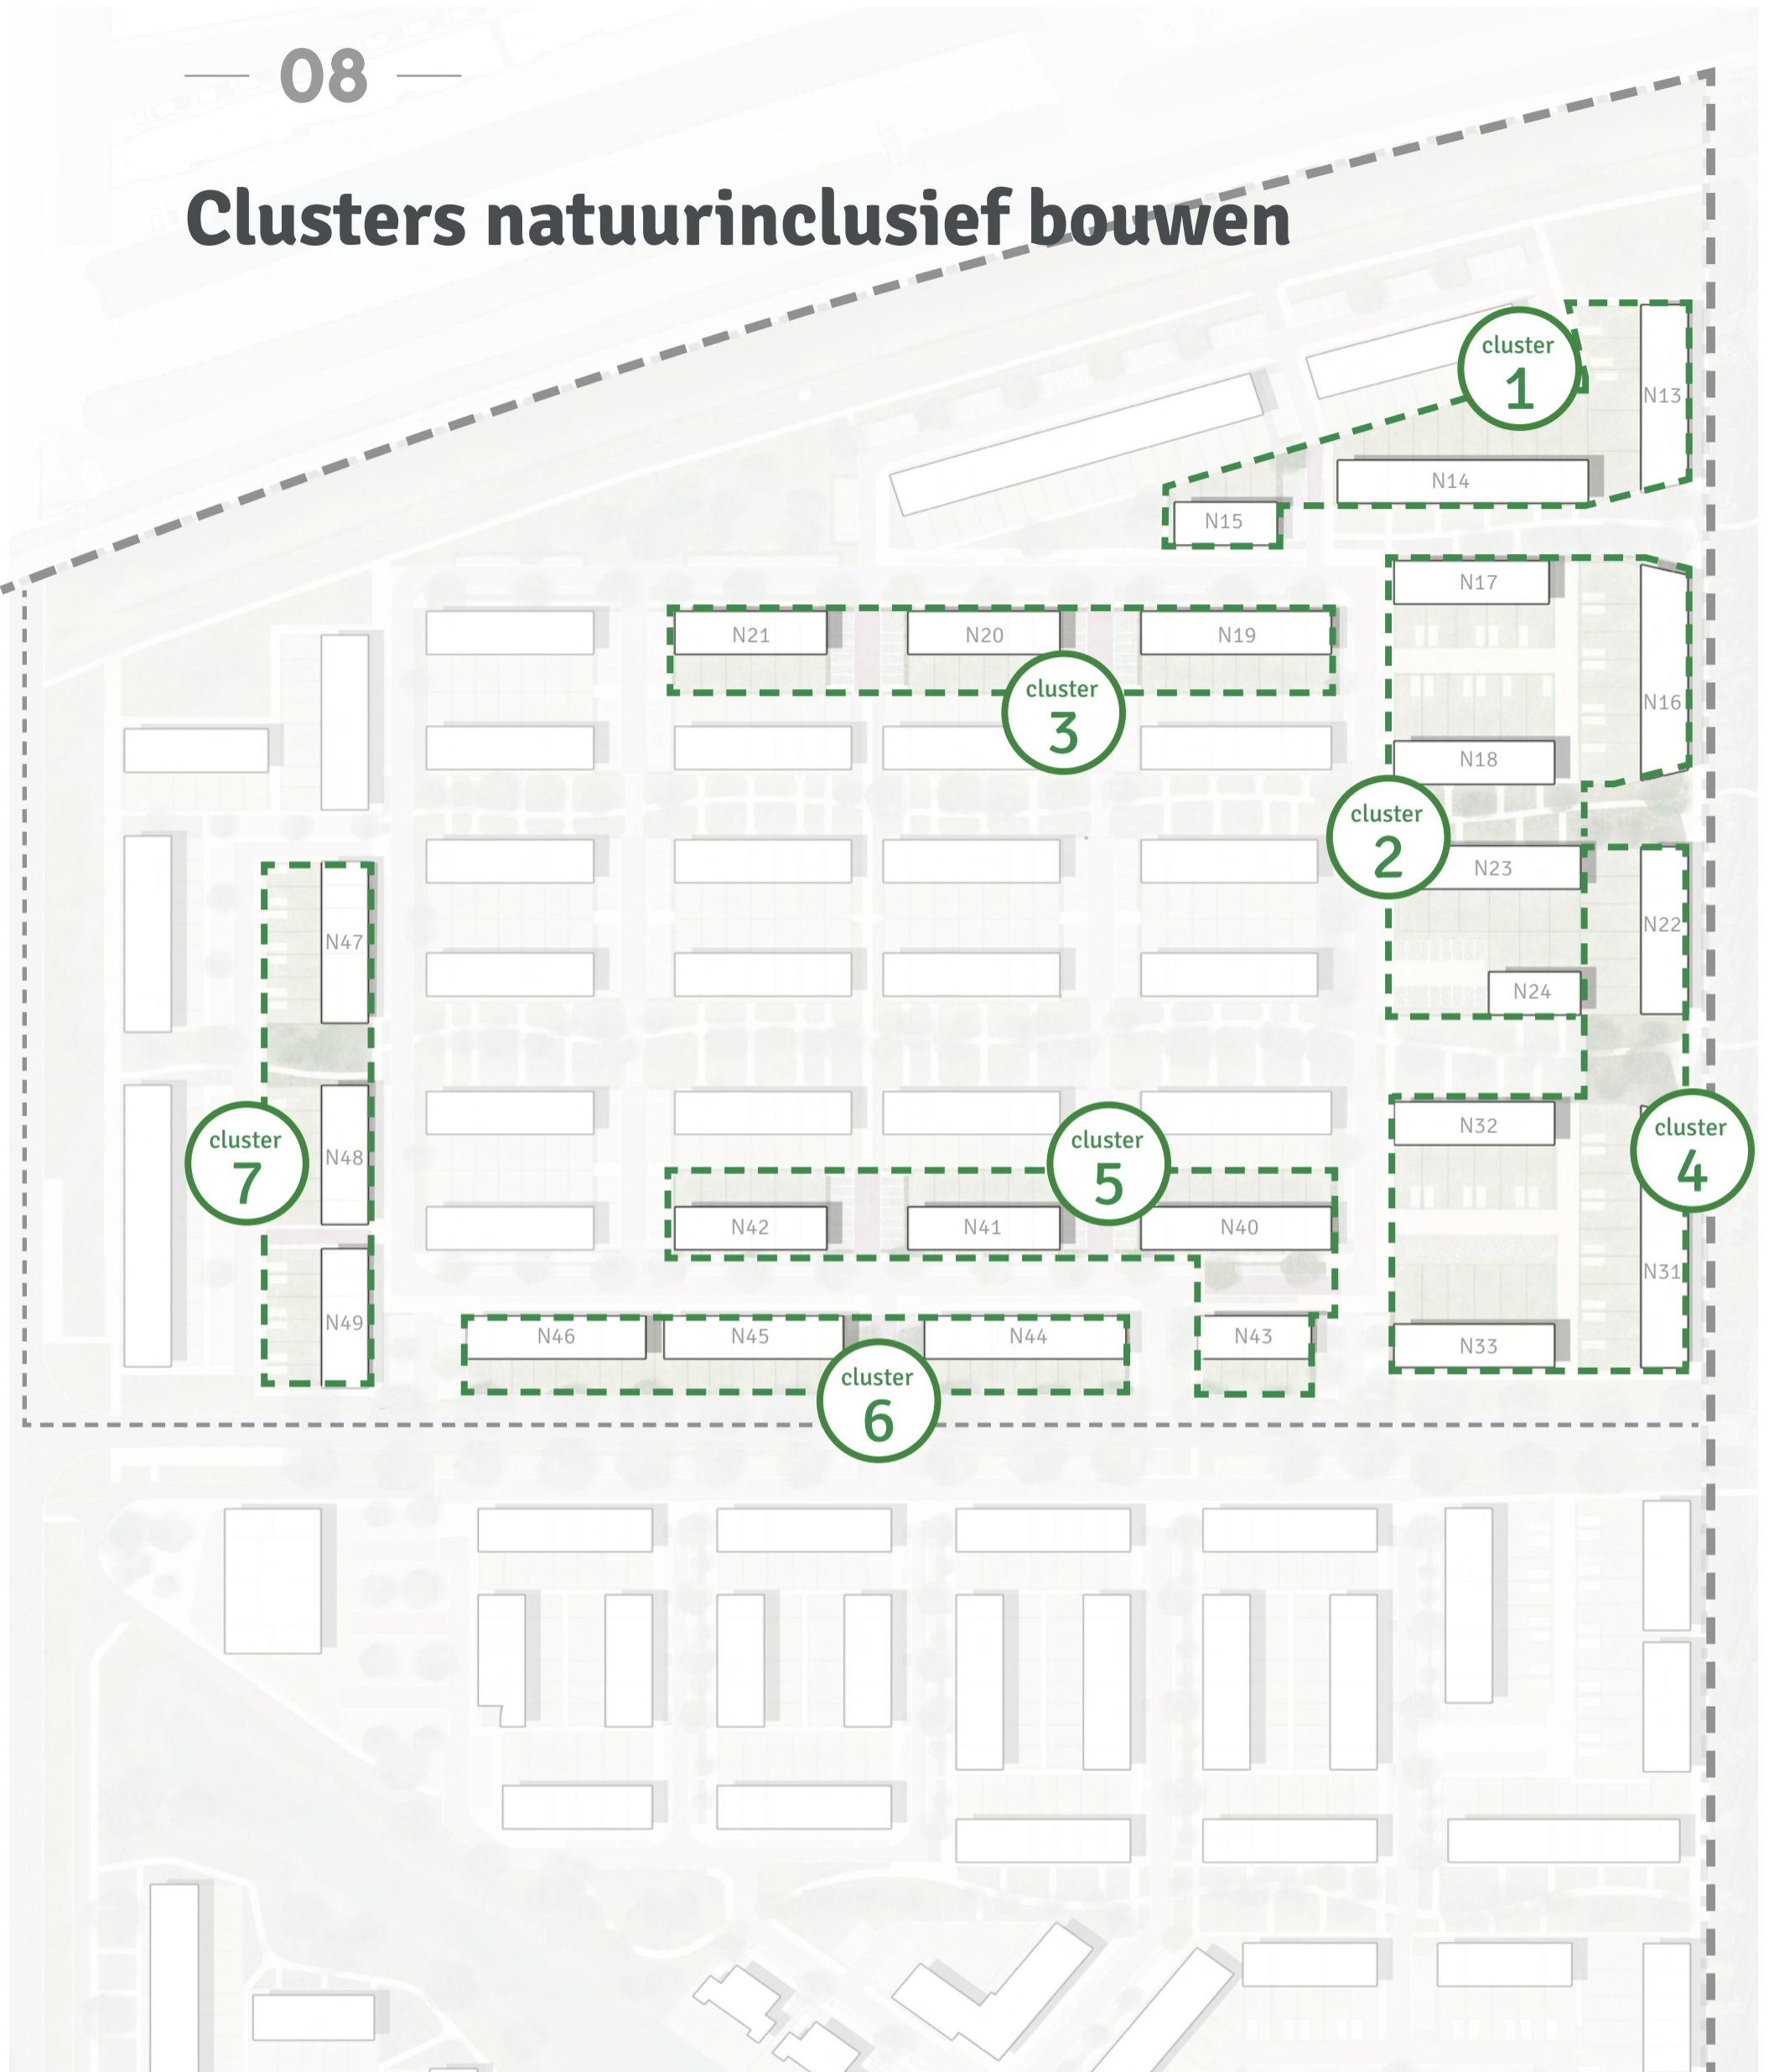 08
Clusters natuurinclusief bouwen
cluster
1
N13
N14
N15
N17
N16
N21
N20
N19
cluster
3
N18
cluster
2
N23
N22
N47
N24
cluster
7
N48
cluster
5
N32
cluster
4
N42
N41
N40
N31
N49
N46
N45
N44
N43
N33
cluster
6